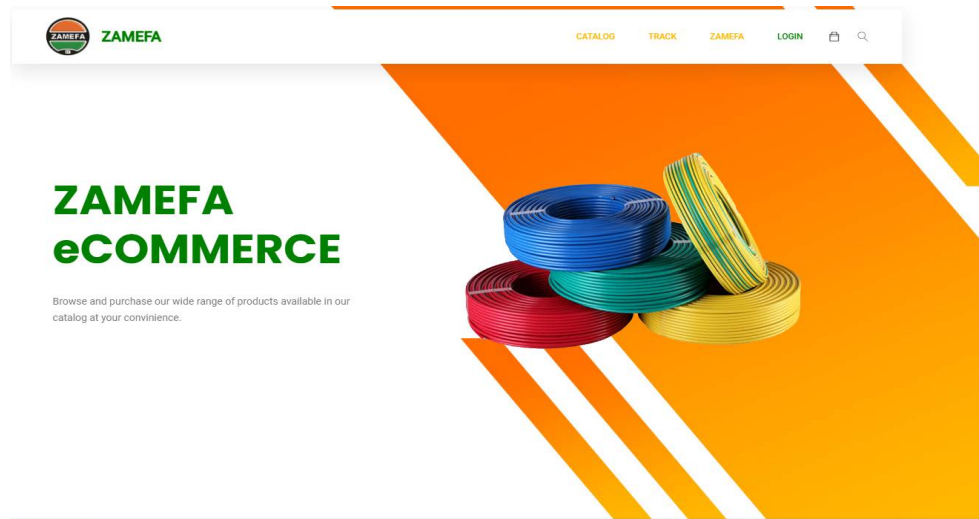 ZAMEFA
ZAMEFA
CATALOG
TRACK
ZAMEFA
LOGIN
ZAMEFA
eCOMMERCE
Browse and purchase our wide range of products available in our
catalog at your convinience.